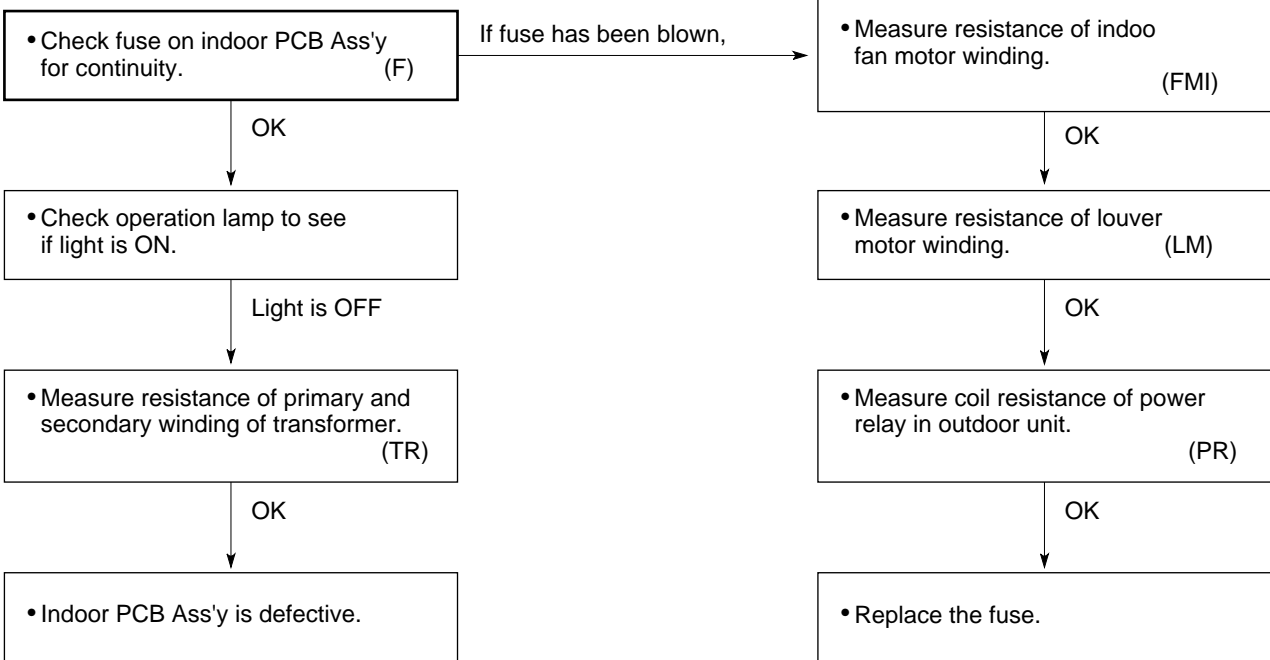 • Check fuse on indoor PCB Ass'y
for continuity. (F)
If fuse has been blown,
• Measure resistance of indoo
fan motor winding.
(FMI)
OK
OK
• Check operation lamp to see
if light is ON.
• Measure resistance of louver
motor winding. (LM)
Light is OFF
OK
• Measure resistance of primary and
secondary winding of transformer.
(TR)
• Measure coil resistance of power
relay in outdoor unit.
(PR)
OK
OK
• Indoor PCB Ass'y is defective.
• Replace the fuse.